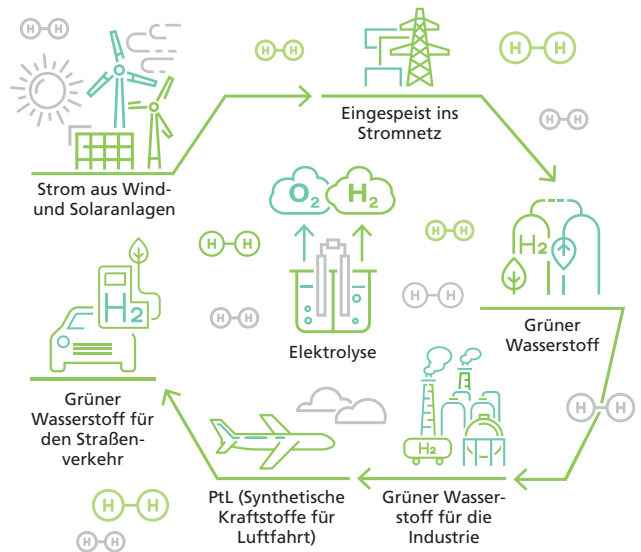 H-H
H-H
H-H
H-H
Eingespeist ins
Stromnetz
Strom aus Wind-
und Solaranlagen
O2 H2
H-H
H-H
H2
H-H
H-H
Elektrolyse
H2
Grüner
Wasserstoff
Grüner
Wasserstoff für
den Straßen-
verkehr
H-H
H2
PtL (Synthetische
Kraftstoffe für
Luftfahrt)
Grüner Wasser-
stoff für die
Industrie
H-H
H-H